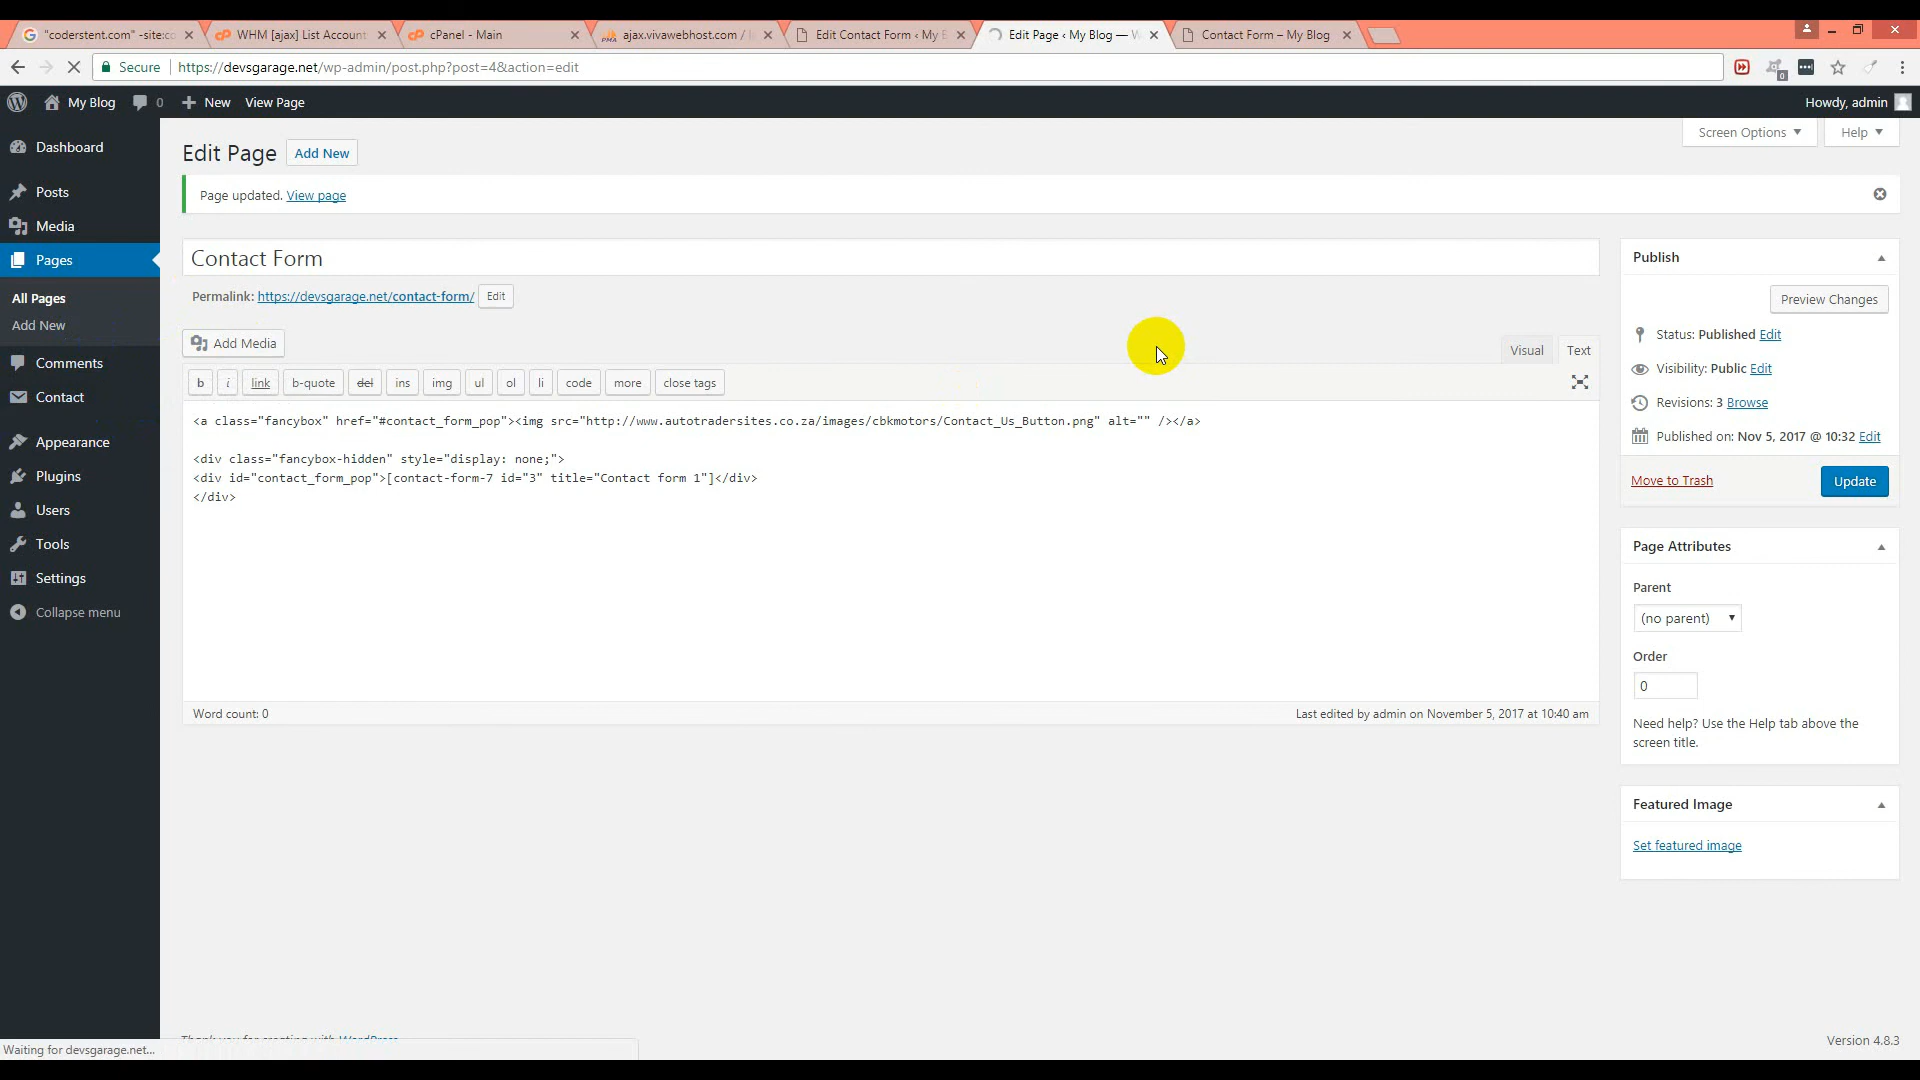 "coderstent.com" -site:co
WHM [ajax] List Account
cPanel - Main
ajax.vivawebhost.com / l
Edit Contact Form ‹ My B
Edit Page ‹ My Blog — W
Contact Form – My Blog
Secure
https://devsgarage.net/wp-admin/post.php?post=4&action=edit
My Blog
0
New
View Page
Howdy, admin
Dashboard
Posts
Media
Pages
All Pages
Add New
Comments
Contact
Appearance
Plugins
Users
Tools
Settings
Collapse menu
Screen Options
Help
Edit Page
Add New
Page updated. View page
Contact Form
Permalink: https://devsgarage.net/contact-form/ Edit
Add Media
Visual
Text
b
i
link
b-quote
del
ins
img
ul
ol
li
code
more
close tags
<a class="fancybox" href="#contact_form_pop"><img src="http://www.autotradersites.co.za/images/cbkmotors/Contact_Us_Button.png" alt="" /></a>
<div class="fancybox-hidden" style="display: none;">
<div id="contact_form_pop">[contact-form-7 id="3" title="Contact form 1"]</div>
</div>
Word count: 0
Last edited by admin on November 5, 2017 at 10:40 am
Publish
Preview Changes
Status: Published Edit
Visibility: Public Edit
Revisions: 3 Browse
Published on: Nov 5, 2017 @ 10:32 Edit
Move to Trash
Update
Page Attributes
Parent
(no parent)
Order
0
Need help? Use the Help tab above the
screen title.
Featured Image
Set featured image
Thank you for creating with WordPress
Waiting for devsgarage.net...
Version 4.8.3